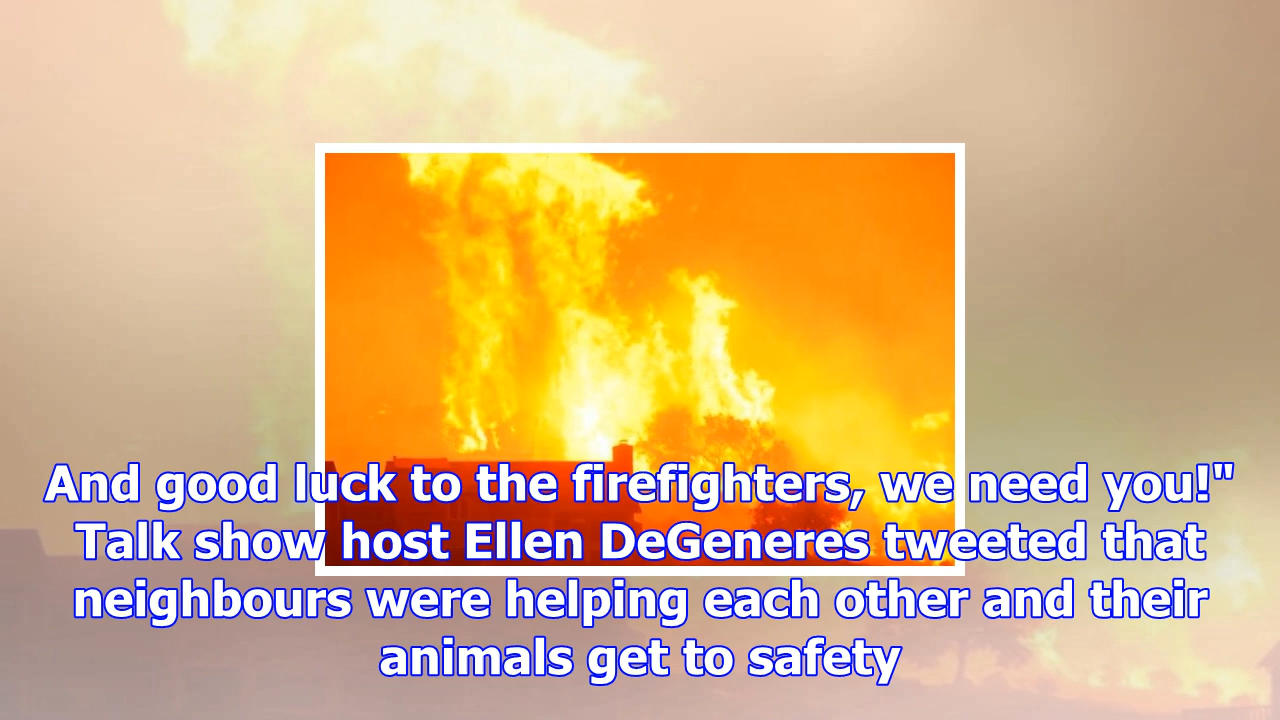 And good luck to the firefighters, we need you!"
Talk show host Ellen DeGeneres tweeted that
neighbours were helping each other and their
animals get to safety